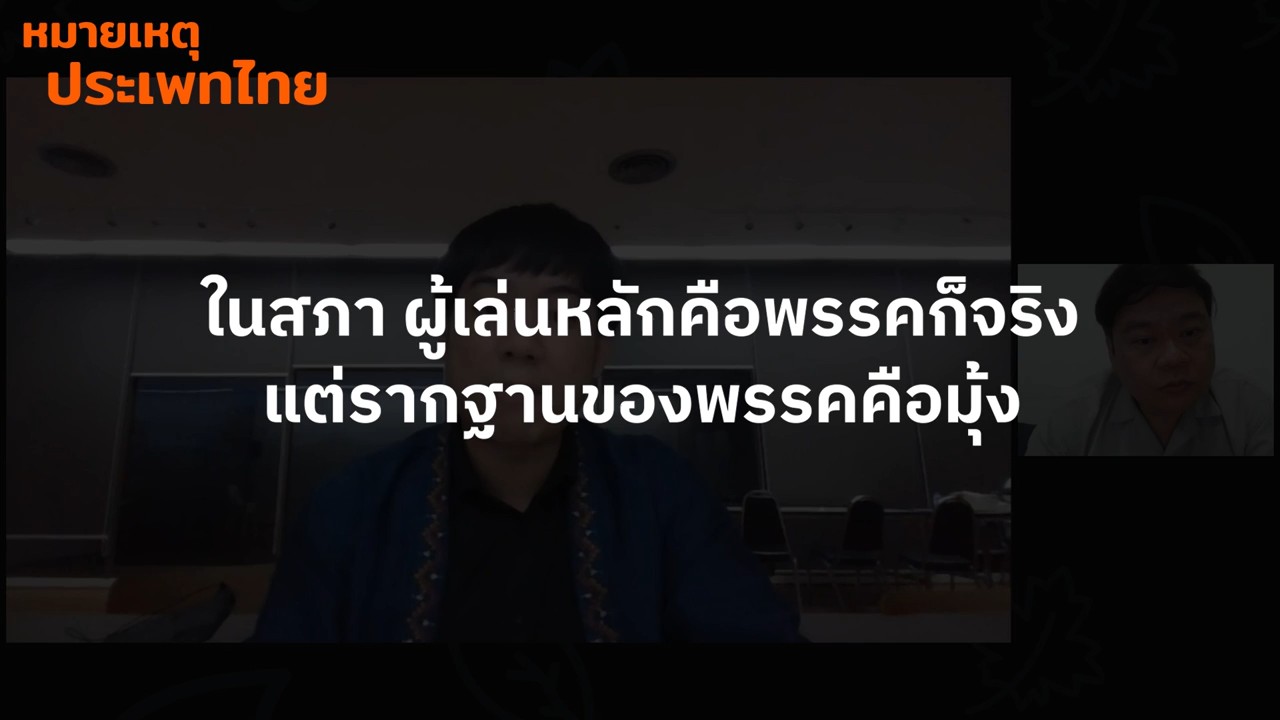 หมายเหตุ
ประเพทไทย
ในสภา ผู้เล่นหลักคือพรรคก็จริง
แต่รากฐานของพรรคคือมุ้ง